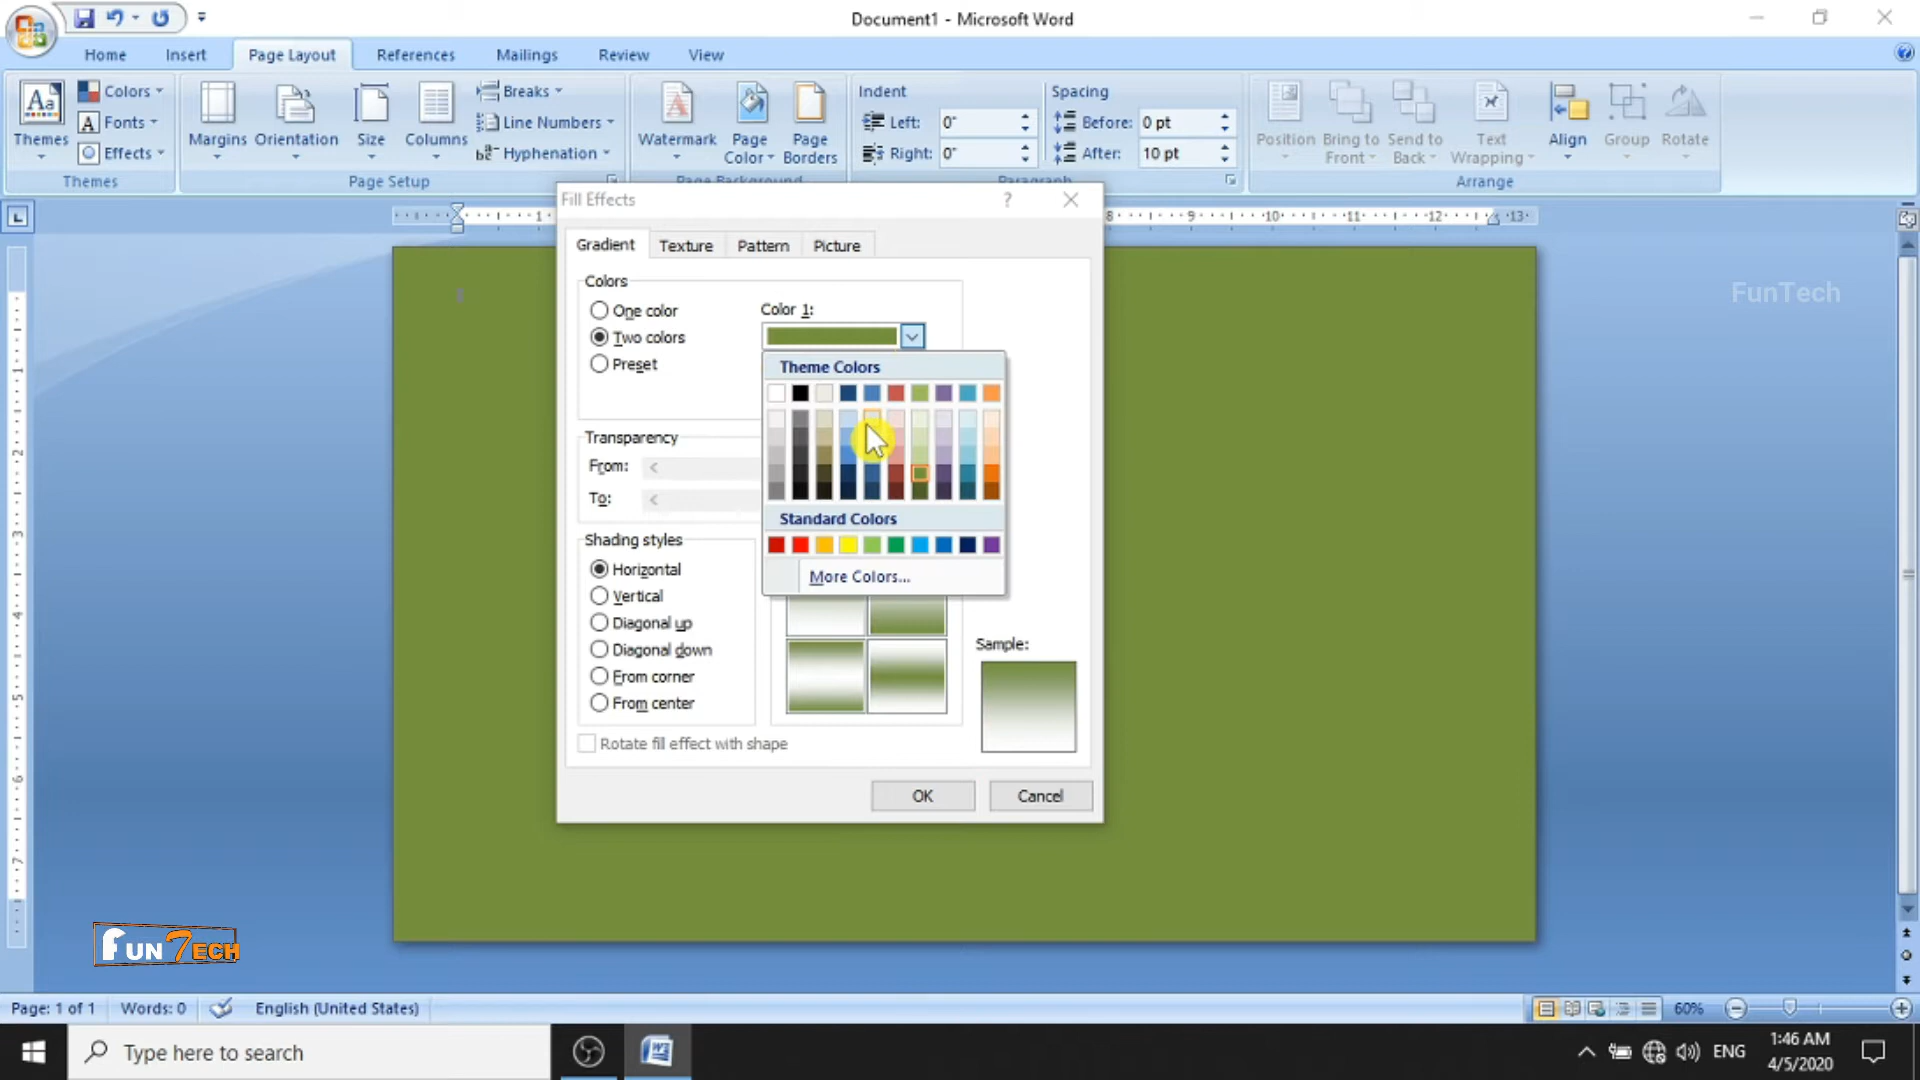 Document1 - Microsoft Word
Home Insert Page Layout References Mailings Review View
Themes
Colors
Fonts
Effects
Themes
Margins
Orientation
Size
Columns
Breaks
Line Numbers
Hyphenation
Page Setup
Watermark
Page Color
Page Borders
Page Background
Indent
Left: 0"
Right: 0"
Spacing
Before: 0 pt
After: 10 pt
Paragraph
Position
Bring to Front
Send to Back
Text Wrapping
Align
Group
Rotate
Arrange
Fill Effects
Gradient Texture Pattern Picture
Colors
One color
Two colors
Preset
Color 1:
Theme Colors
Standard Colors
More Colors...
Transparency
From:
To:
Shading styles
Horizontal
Vertical
Diagonal up
Diagonal down
From corner
From center
Sample:
Rotate fill effect with shape
OK Cancel
FunTech
FUN TECH
Page: 1 of 1 Words: 0 English (United States) 60%
Type here to search
ENG
1:46 AM
4/5/2020